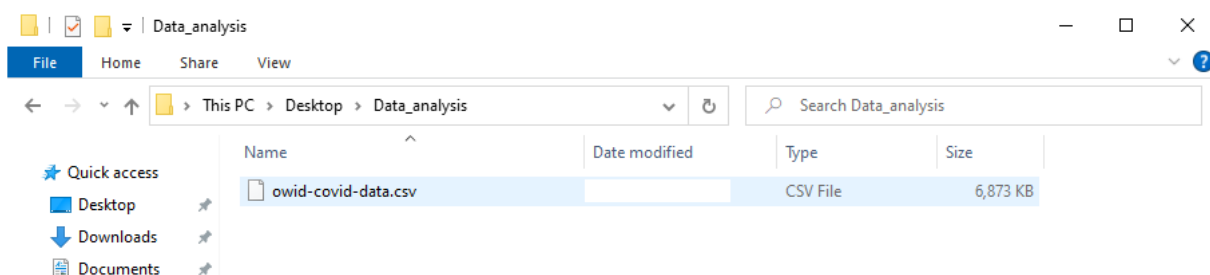 Data_analysis
File Home Share View
This PC > Desktop > Data_analysis Search Data_analysis
Name Date modified Type Size
Quick access
owid-covid-data.csv CSV File 6,873 KB
Desktop
Downloads
Documents